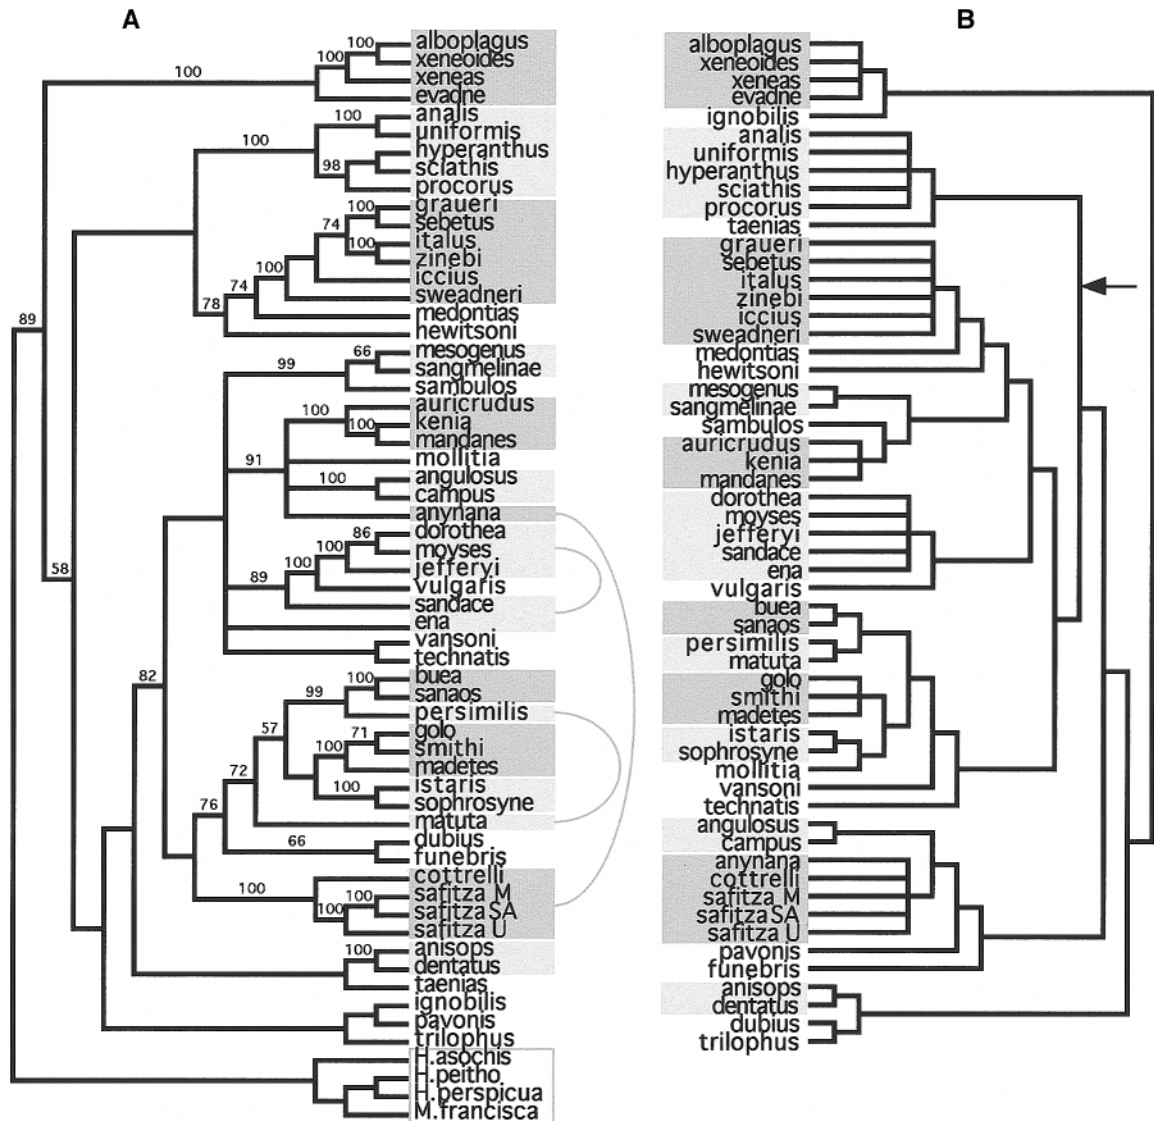 A
B
100
100
100
alboplagus
xeneoides
xeneas
evadne
100
100
98
analis
uniformis
hyperanthus
sciathis
procorus
100
74
100
100
74
78
graueri
sebetus
italus
zinebi
iccius
sweadneri
medontias
hewitsoni
89
58
66
99
mesogenus
sangmelinae
sambulos
100
100
91
100
auricrudus
kenia
mandanes
mollitia
angulosus
campus
anynana
86
100
100
89
dorothea
moyses
jefferyi
vulgaris
sandace
ena
vansoni
technatis
82
100
99
57
71
100
100
72
76
66
buea
sanaos
persimilis
golo
smithi
madetes
istaris
sophrosyne
matuta
dubius
funebris
100
100
100
cottrelli
safitza M
safitza SA
safitza U
100
anisops
dentatus
taenias
ignobilis
pavonis
trilophus
H.asochis
H.peitho
H.perspicua
M.francisca
alboplagus
xeneoides
xeneas
evadne
ignobilis
analis
uniformis
hyperanthus
sciathis
procorus
taenias
graueri
sebetus
italus
zinebi
iccius
sweadneri
medontias
hewitsoni
mesogenus
sangmelinae
sambulos
auricrudus
kenia
mandanes
dorothea
moyses
jefferyi
sandace
ena
vulgaris
buea
sanaos
persimilis
matuta
golo
smithi
madetes
istaris
sophrosyne
mollitia
vansoni
technatis
angulosus
campus
anynana
cottrelli
safitza M
safitza SA
safitza U
pavonis
funebris
anisops
dentatus
dubius
trilophus